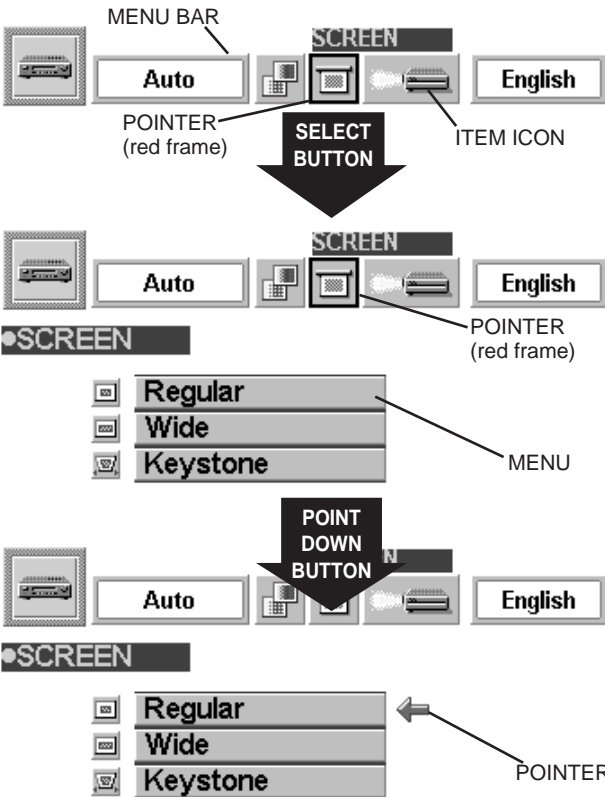 MENU BAR
SCREEN
Auto
English
POINTER
(red frame)
SELECT
BUTTON
ITEM ICON
SCREEN
Auto
English
POINTER
(red frame)
●SCREEN
Regular
Wide
Keystone
MENU
POINT
DOWN
BUTTON
N
Auto
English
●SCREEN
Regular
Wide
Keystone
POINTER